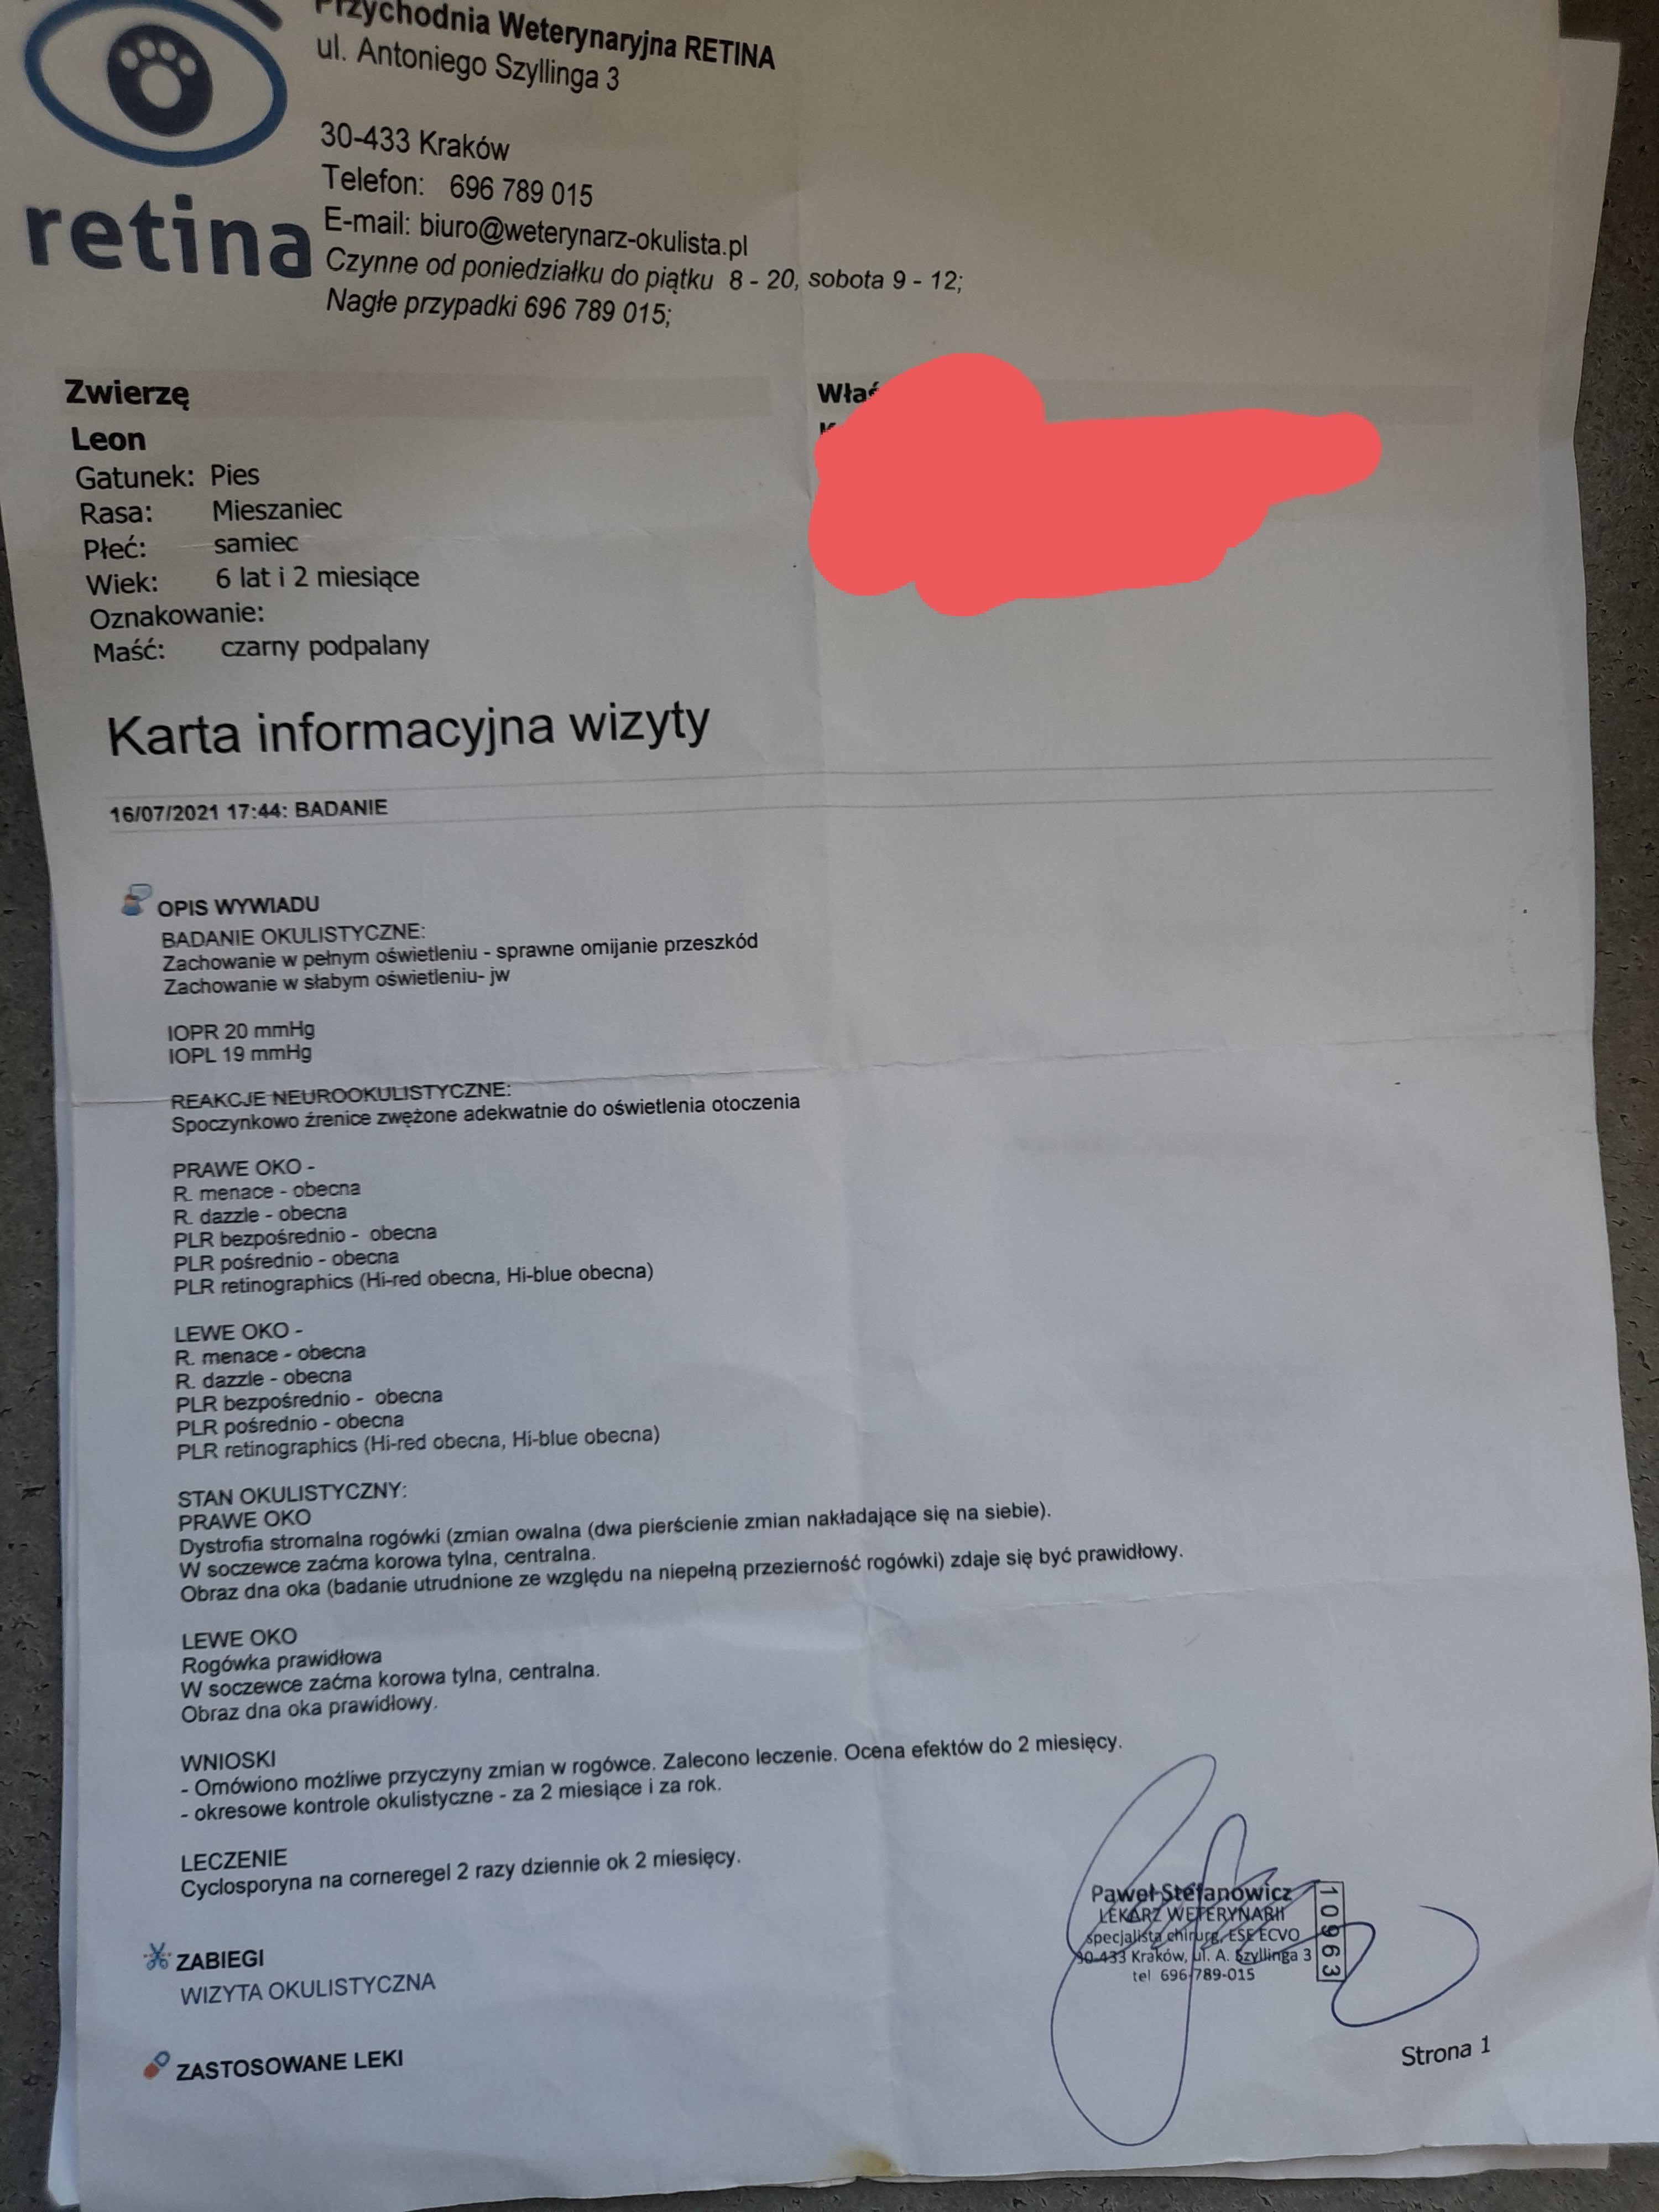 retina
Przychodnia Weterynaryjna RETINA
ul. Antoniego Szyllinga 3
30-433 Kraków
Telefon: 696 789 015
E-mail: biuro@weterynarz-okulista.pl
Czynne od poniedziałku do piątku 8 - 20, sobota 9 - 12;
Nagłe przypadki 696 789 015;
Zwierzę
Leon
Gatunek: Pies
Rasa: Mieszaniec
Płeć: samiec
Wiek: 6 lat i 2 miesiące
Oznakowanie:
Maść: czarny podpalany
Karta informacyjna wizyty
16/07/2021 17:44: BADANIE
OPIS WYWIADU
BADANIE OKULISTYCZNE:
Zachowanie w pełnym oświetleniu - sprawne omijanie przeszkód
Zachowanie w słabym oświetleniu- jw
IOPR 20 mmHg
IOPL 19 mmHg
REAKCJE NEUROOKULISTYCZNE:
Spoczynkowo źrenice zwężone adekwatnie do oświetlenia otoczenia
PRAWE OKO -
R. menace - obecna
R. dazzle - obecna
PLR bezpośrednio - obecna
PLR pośrednio - obecna
PLR retinographics (Hi-red obecna, Hi-blue obecna)
LEWE OKO -
R. menace - obecna
R. dazzle - obecna
PLR bezpośrednio - obecna
PLR pośrednio - obecna
PLR retinographics (Hi-red obecna, Hi-blue obecna)
STAN OKULISTYCZNY:
PRAWE OKO
Dystrofia stromalna rogówki (zmian owalna (dwa pierścienie zmian nakładające się na siebie).
W soczewce zaćma korowa tylna, centralna.
Obraz dna oka (badanie utrudnione ze względu na niepełną przezierność rogówki) zdaje się być prawidłowy.
LEWE OKO
Rogówka prawidłowa
W soczewce zaćma korowa tylna, centralna.
Obraz dna oka prawidłowy.
WNIOSKI
- Omówiono możliwe przyczyny zmian w rogówce. Zalecono leczenie. Ocena efektów do 2 miesięcy.
- okresowe kontrole okulistyczne - za 2 miesiące i za rok.
LECZENIE
Cyclosporyna na corneregel 2 razy dziennie ok 2 miesięcy.
Paweł Stefanowicz
LEKARZ WETERYNARII
specjalista chirurg, ESE ECVO
30-433 Kraków, ul. A. Szyllinga 3
tel 696-789-015
10963
ZABIEGI
WIZYTA OKULISTYCZNA
ZASTOSOWANE LEKI
Strona 1